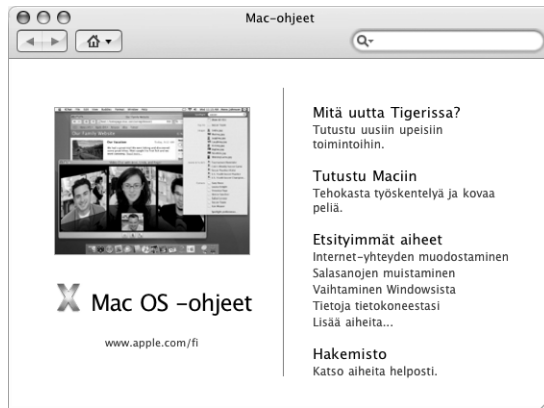 Mac-ohjeet
Mac OS -ohjeet
www.apple.com/fi
Mitä uutta Tigerissa?
Tutustu uusiin upeisiin
toimintoihin.
Tutustu Maciin
Tehokasta työskentelyä ja kovaa
peliä.
Etsityimmät aiheet
Internet-yhteyden muodostaminen
Salasanojen muistaminen
Vaihtaminen Windowsista
Tietoja tietokoneestasi
Lisää aiheita...
Hakemisto
Katso aiheita helposti.